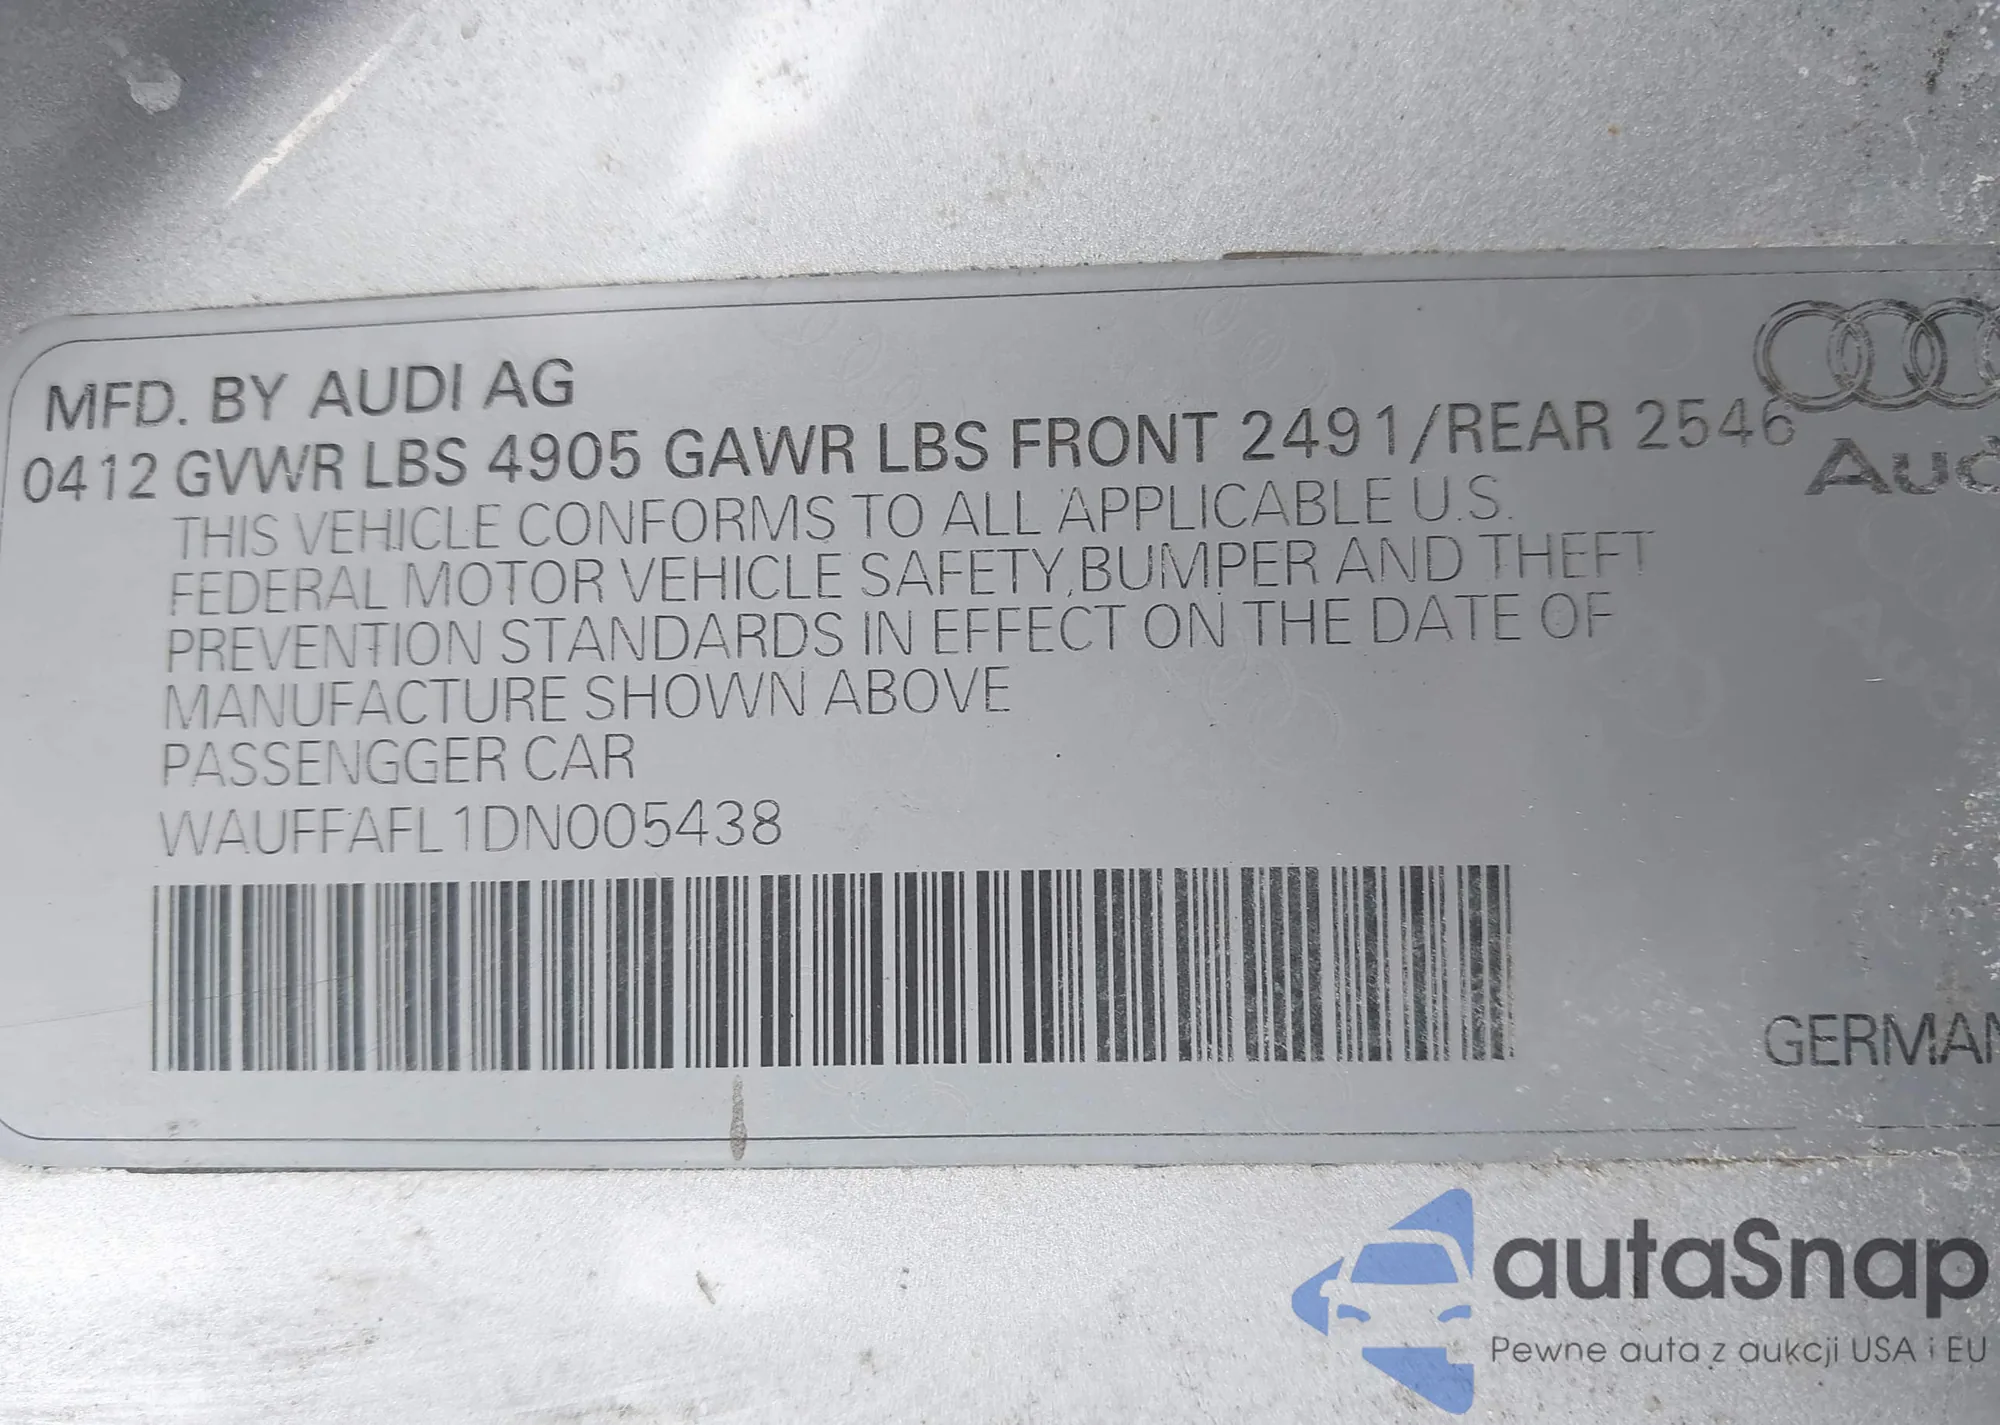 MFD. BY AUDI AG
0412 GVWR LBS 4905 GAWR LBS FRONT 2491/REAR 2546
Aud
THIS VEHICLE CONFORMS TO ALL APPLICABLE U.S.
FEDERAL MOTOR VEHICLE SAFETY,BUMPER AND THEFT
PREVENTION STANDARDS IN EFFECT ON THE DATE OF
MANUFACTURE SHOWN ABOVE
PASSENGGER CAR
WAUFFAFL1DN005438
GERMAN
autaSnap
Pewne auta z aukcji USA i EU